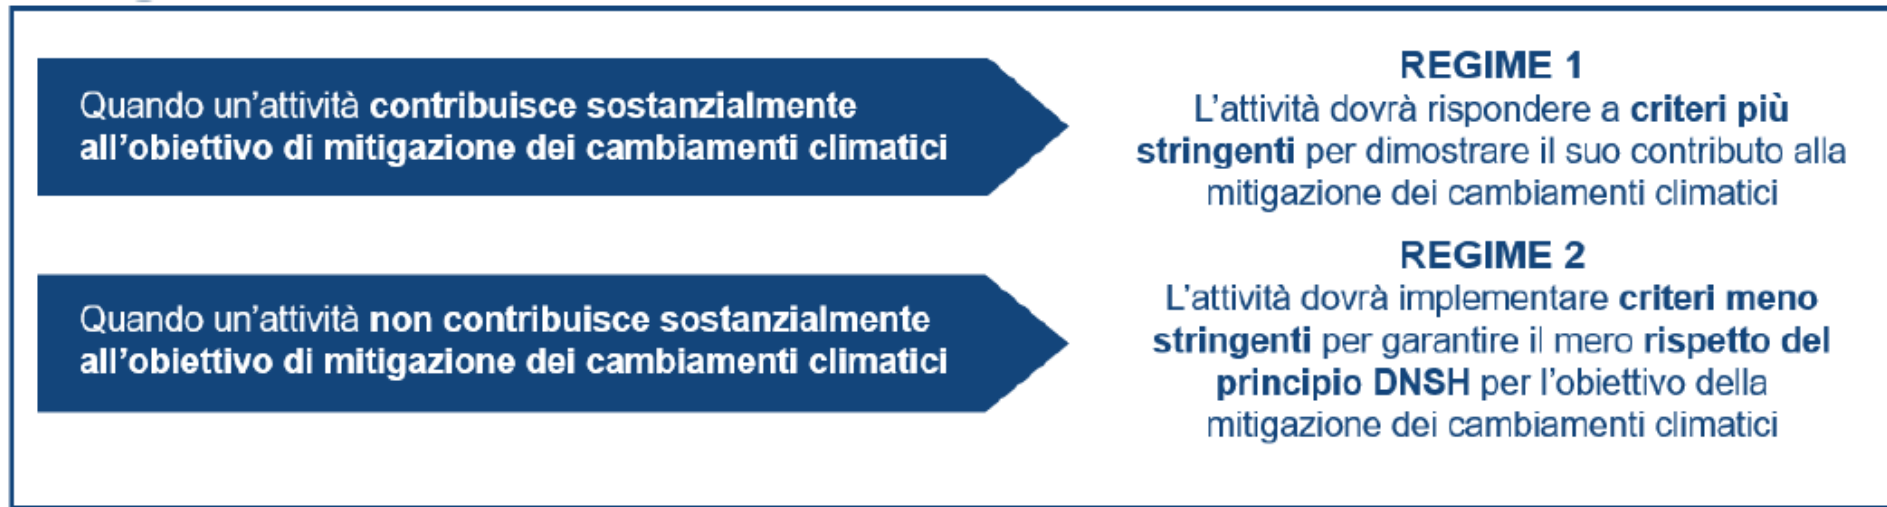 Quando un'attività contribuisce sostanzialmente
all'obiettivo di mitigazione dei cambiamenti climatici
REGIME 1
L'attività dovrà rispondere a criteri più
stringenti per dimostrare il suo contributo alla
mitigazione dei cambiamenti climatici
Quando un'attività non contribuisce sostanzialmente
all'obiettivo di mitigazione dei cambiamenti climatici
REGIME 2
L'attività dovrà implementare criteri meno
stringenti per garantire il mero rispetto del
principio DNSH per l'obiettivo della
mitigazione dei cambiamenti climatici